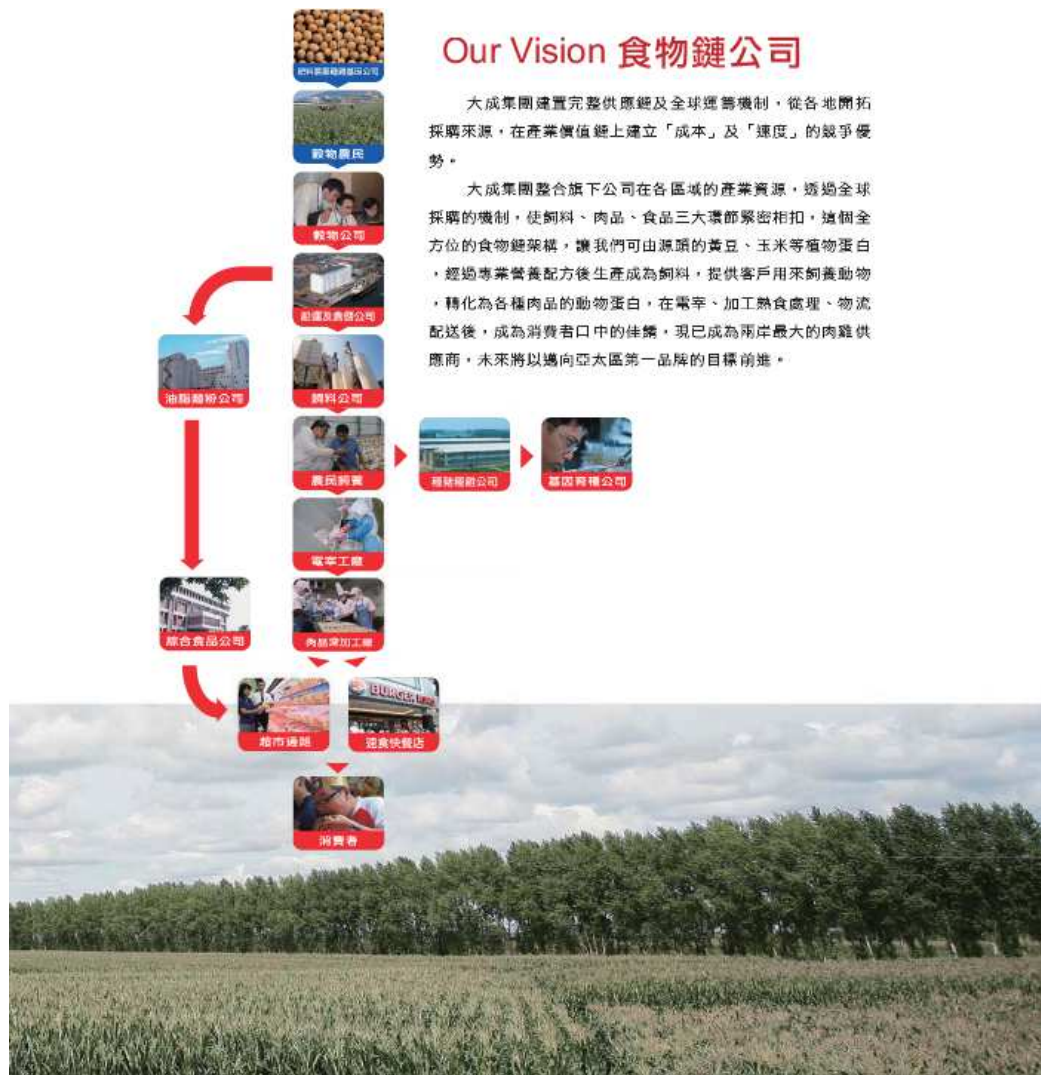 Our Vision 食物鏈公司
大成集團建置完整供應鏈及全球運籌機制，從各地開拓
採購來源，在產業價值鏈上建立「成本」及「速度」的競爭優
勢。
大成集團整合旗下公司在各區域的產業資源，透過全球
採購的機制，使飼料、肉品、食品三大環節緊密相扣，這個全
方位的食物鏈架構，讓我們可由源頭的黃豆、玉米等植物蛋白
，經過專業營養配方後生產成為飼料，提供客戶用來飼養動物
，轉化為各種肉品的動物蛋白，在電宰、加工熟食處理、物流
配送後，成為消費者口中的佳餚，現已成為兩岸最大的肉雞供
應商，未來將以邁向亞太區第一品牌的目標前進。
穀物農民
穀物公司
船運及倉儲公司
油脂麵粉公司
飼料公司
農民飼養
種豬種雞公司
基因育種公司
電宰工廠
綜合食品公司
肉品深加工廠
BURGER
超市通路
速食快餐店
消費者